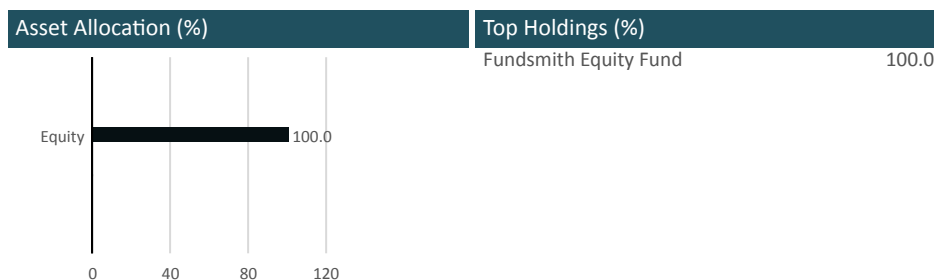 Asset Allocation (%)
Equity 100.0
0 40 80 120
Top Holdings (%)
Fundsmith Equity Fund 100.0